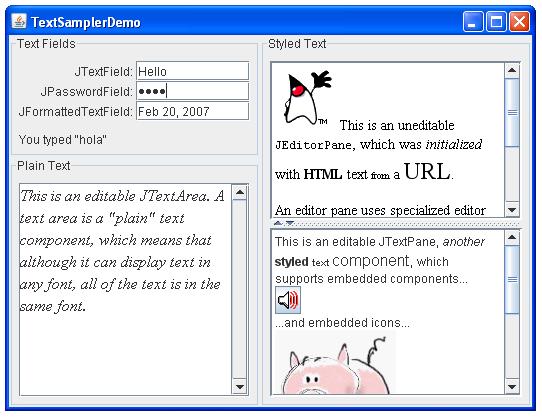 TextSamplerDemo
Text Fields
JTextField: Hello
JPasswordField: ••••
JFormattedTextField: Feb 20, 2007
You typed "hola"
Plain Text
This is an editable JTextArea. A
text area is a "plain" text
component, which means that
although it can display text in
any font, all of the text is in the
same font.
Styled Text
TM This is an uneditable
JEditorPane, which was initialized
with HTML text from a URL.
An editor pane uses specialized editor
This is an editable JTextPane, another
styled text component, which
supports embedded components...
...and embedded icons...